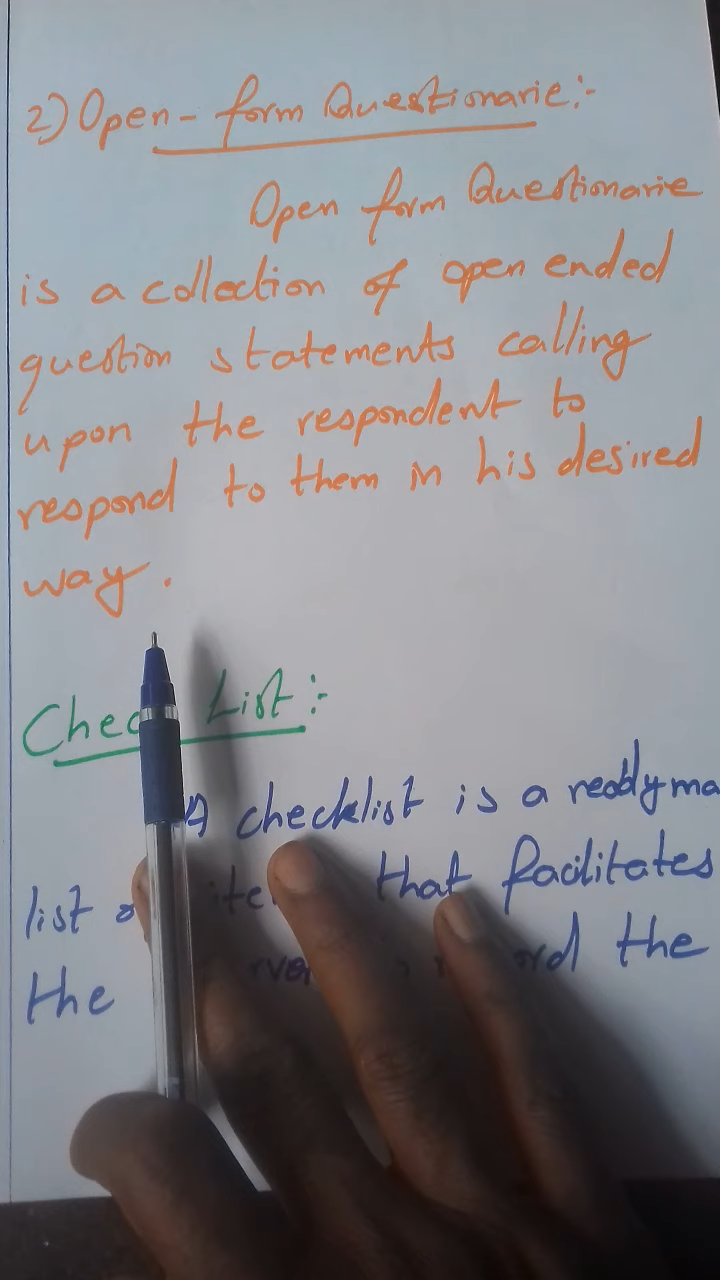 2) Open-form Questionarie:-
Open form Questionarie
is a collection of open ended
question statements calling
upon the respondent to
respond to them in his desired
way.
Check List:-
A checklist is a readyma
list that facilitates
the the